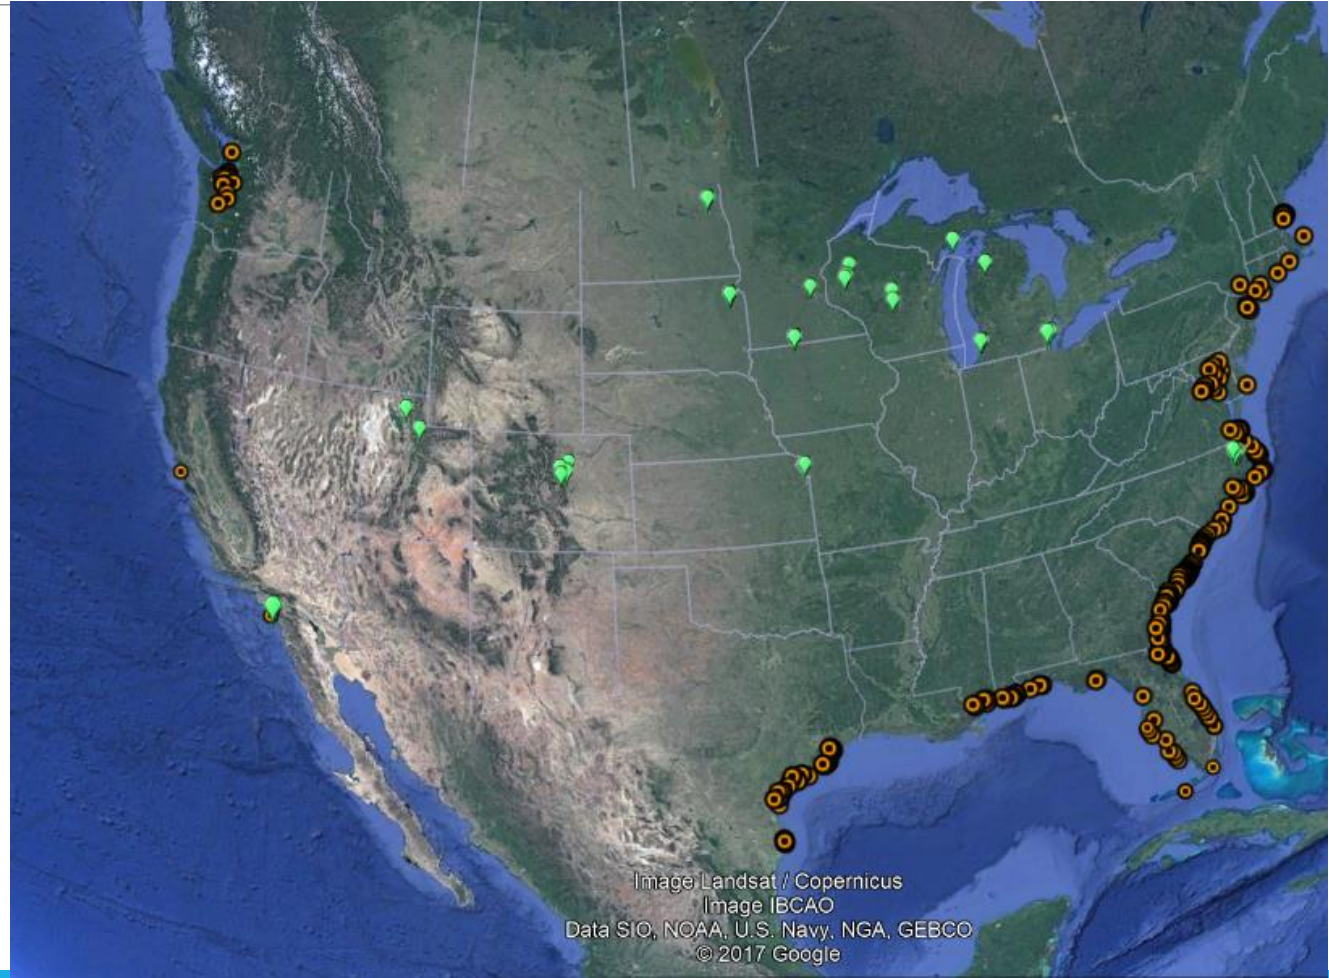 Image Landsat / Copernicus
Image IBCAO
Data SIO, NOAA, U.S. Navy, NGA, GEBCO
© 2017 Google